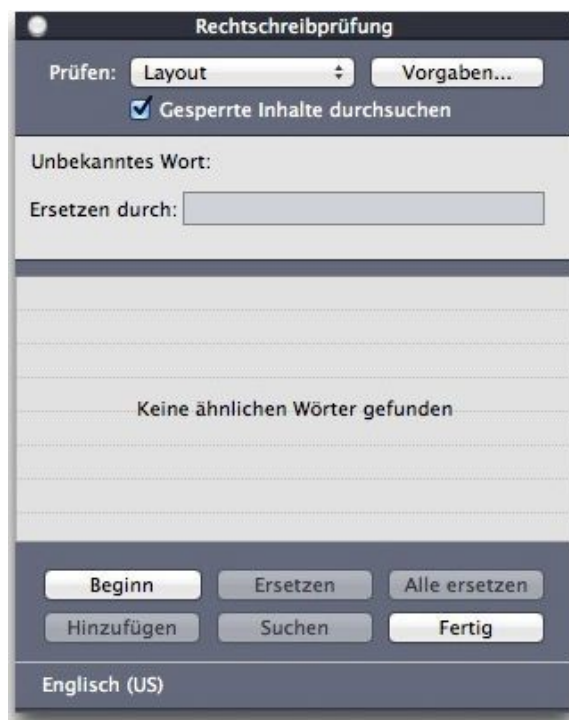 Rechtschreibprüfung
Prüfen: Layout Vorgaben...
Gesperrte Inhalte durchsuchen
Unbekanntes Wort:
Ersetzen durch:
Keine ähnlichen Wörter gefunden
Beginn Ersetzen Alle ersetzen
Hinzufügen Suchen Fertig
Englisch (US)